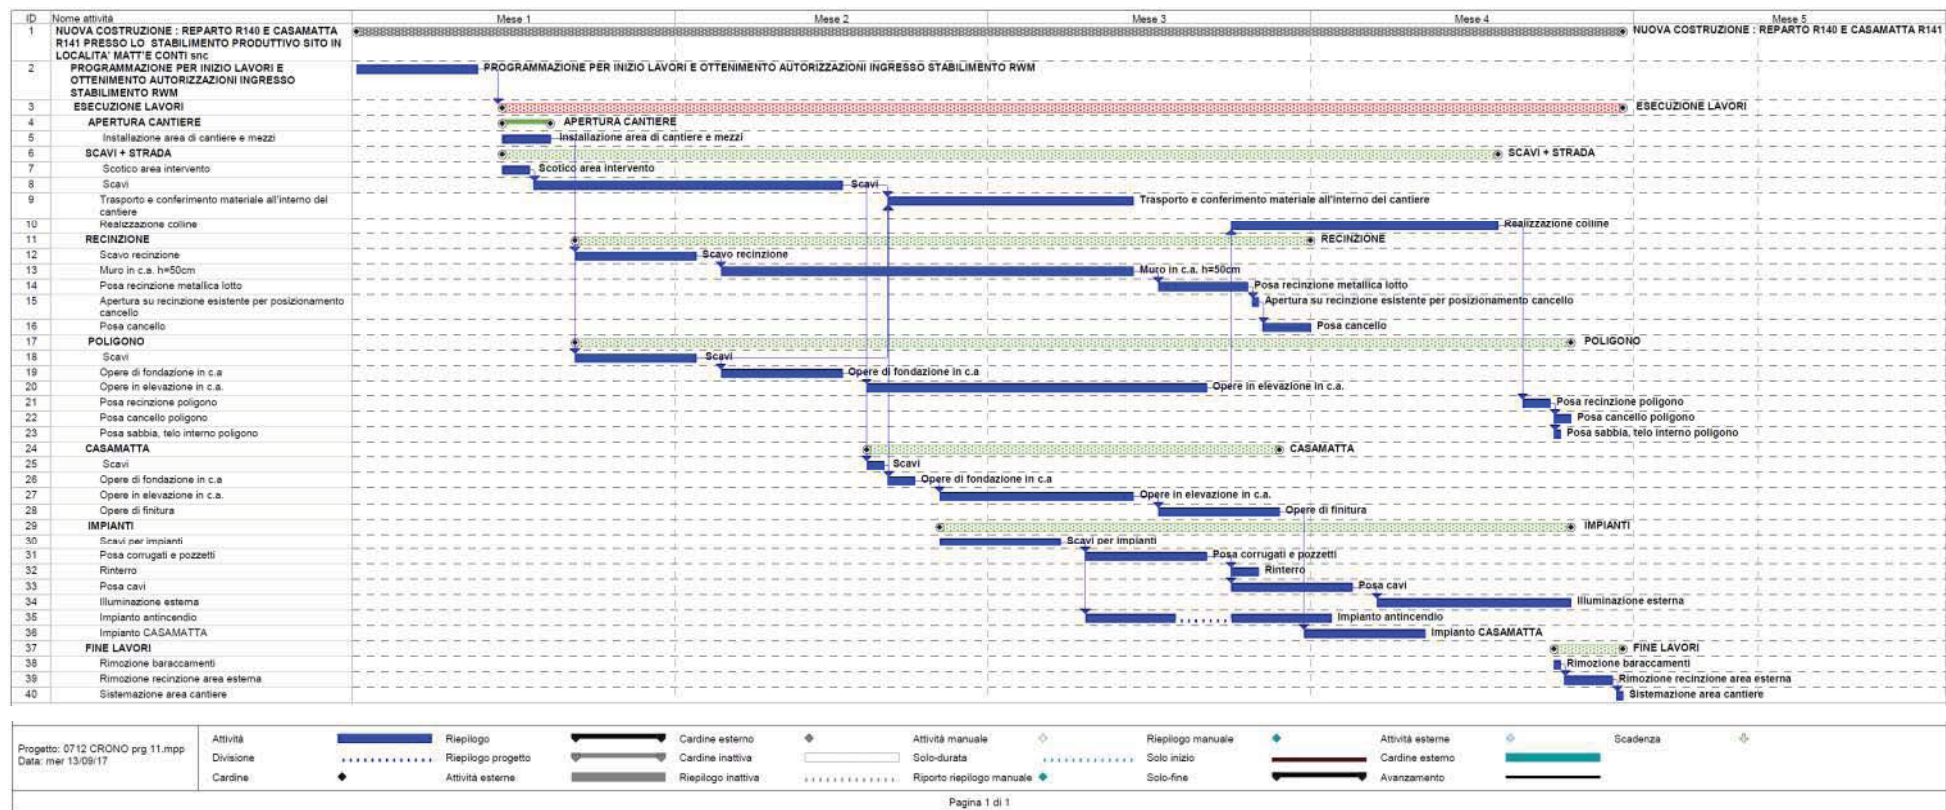 ID Nome attività Mese 1 Mese 2 Mese 3 Mese 4 Mese 5
1 NUOVA COSTRUZIONE : REPARTO R140 E CASAMATTA
R141 PRESSO LO STABILIMENTO PRODUTTIVO SITO IN
LOCALITA' MATT'E CONTI snc
NUOVA COSTRUZIONE : REPARTO R140 E CASAMATTA R141
2 PROGRAMMAZIONE PER INIZIO LAVORI E
OTTENIMENTO AUTORIZZAZIONI INGRESSO
STABILIMENTO RWM
PROGRAMMAZIONE PER INIZIO LAVORI E OTTENIMENTO AUTORIZZAZIONI INGRESSO STABILIMENTO RWM
3 ESECUZIONE LAVORI ESECUZIONE LAVORI
4 APERTURA CANTIERE APERTURA CANTIERE
5 Installazione area di cantiere e mezzi Installazione area di cantiere e mezzi
6 SCAVI + STRADA SCAVI + STRADA
7 Scotico area intervento Scotico area intervento
8 Scavi Scavi
9 Trasporto e conferimento materiale all'interno del
cantiere
Trasporto e conferimento materiale all'interno del cantiere
10 Realizzazione colline Realizzazione colline
11 RECINZIONE RECINZIONE
12 Scavo recinzione Scavo recinzione
13 Muro in c.a. h=50cm Muro in c.a. h=50cm
14 Posa recinzione metallica lotto Posa recinzione metallica lotto
15 Apertura su recinzione esistente per posizionamento
cancello
Apertura su recinzione esistente per posizionamento cancello
16 Posa cancello Posa cancello
17 POLIGONO POLIGONO
18 Scavi Scavi
19 Opere di fondazione in c.a Opere di fondazione in c.a
20 Opere in elevazione in c.a. Opere in elevazione in c.a.
21 Posa recinzione poligono Posa recinzione poligono
22 Posa cancello poligono Posa cancello poligono
23 Posa sabbia, telo interno poligono Posa sabbia, telo interno poligono
24 CASAMATTA CASAMATTA
25 Scavi Scavi
26 Opere di fondazione in c.a Opere di fondazione in c.a
27 Opere in elevazione in c.a. Opere in elevazione in c.a.
28 Opere di finitura Opere di finitura
29 IMPIANTI IMPIANTI
30 Scavi per impianti Scavi per impianti
31 Posa corrugati e pozzetti Posa corrugati e pozzetti
32 Rinterro Rinterro
33 Posa cavi Posa cavi
34 Illuminazione esterna Illuminazione esterna
35 Impianto antincendio Impianto antincendio
36 Impianto CASAMATTA Impianto CASAMATTA
37 FINE LAVORI FINE LAVORI
38 Rimozione baraccamenti Rimozione baraccamenti
39 Rimozione recinzione area esterna Rimozione recinzione area esterna
40 Sistemazione area cantiere Sistemazione area cantiere
Progetto: 0712 CRONO prg 11.mpp
Data: mer 13/09/17
Attività Riepilogo Cardine esterno Attività manuale Riepilogo manuale Attività esterne Scadenza
Divisione Riepilogo progetto Cardine inattiva Solo-durata Solo inizio Cardine esterno
Cardine Attività esterne Riepilogo inattiva Riporto riepilogo manuale Solo-fine Avanzamento
Pagina 1 di 1